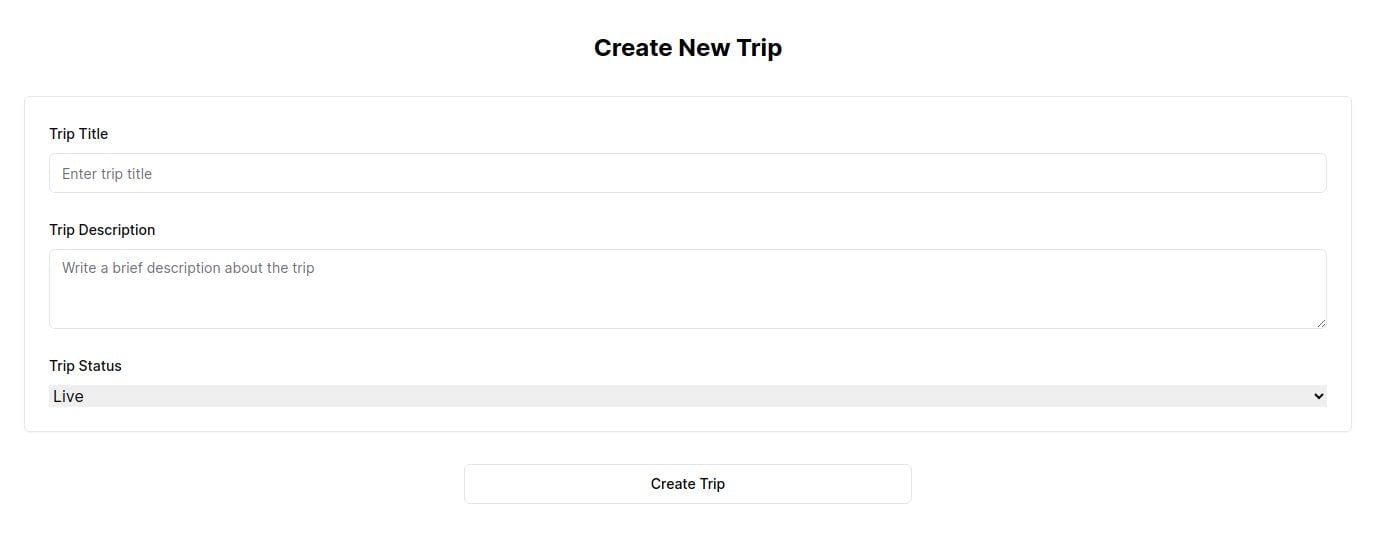 Create New Trip
Trip Title
Enter trip title
Trip Description
Write a brief description about the trip
Trip Status
Live
Create Trip